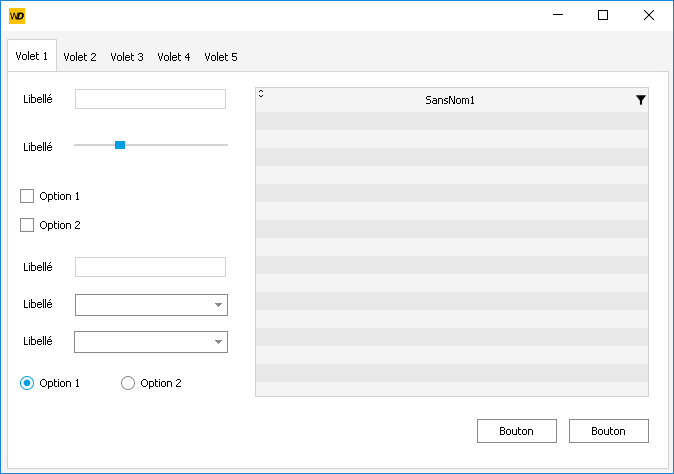 WD
Volet 1 Volet 2 Volet 3 Volet 4 Volet 5
Libellé
SansNom1
Libellé
Option 1
Option 2
Libellé
Libellé
Libellé
Option 1 Option 2
Bouton Bouton